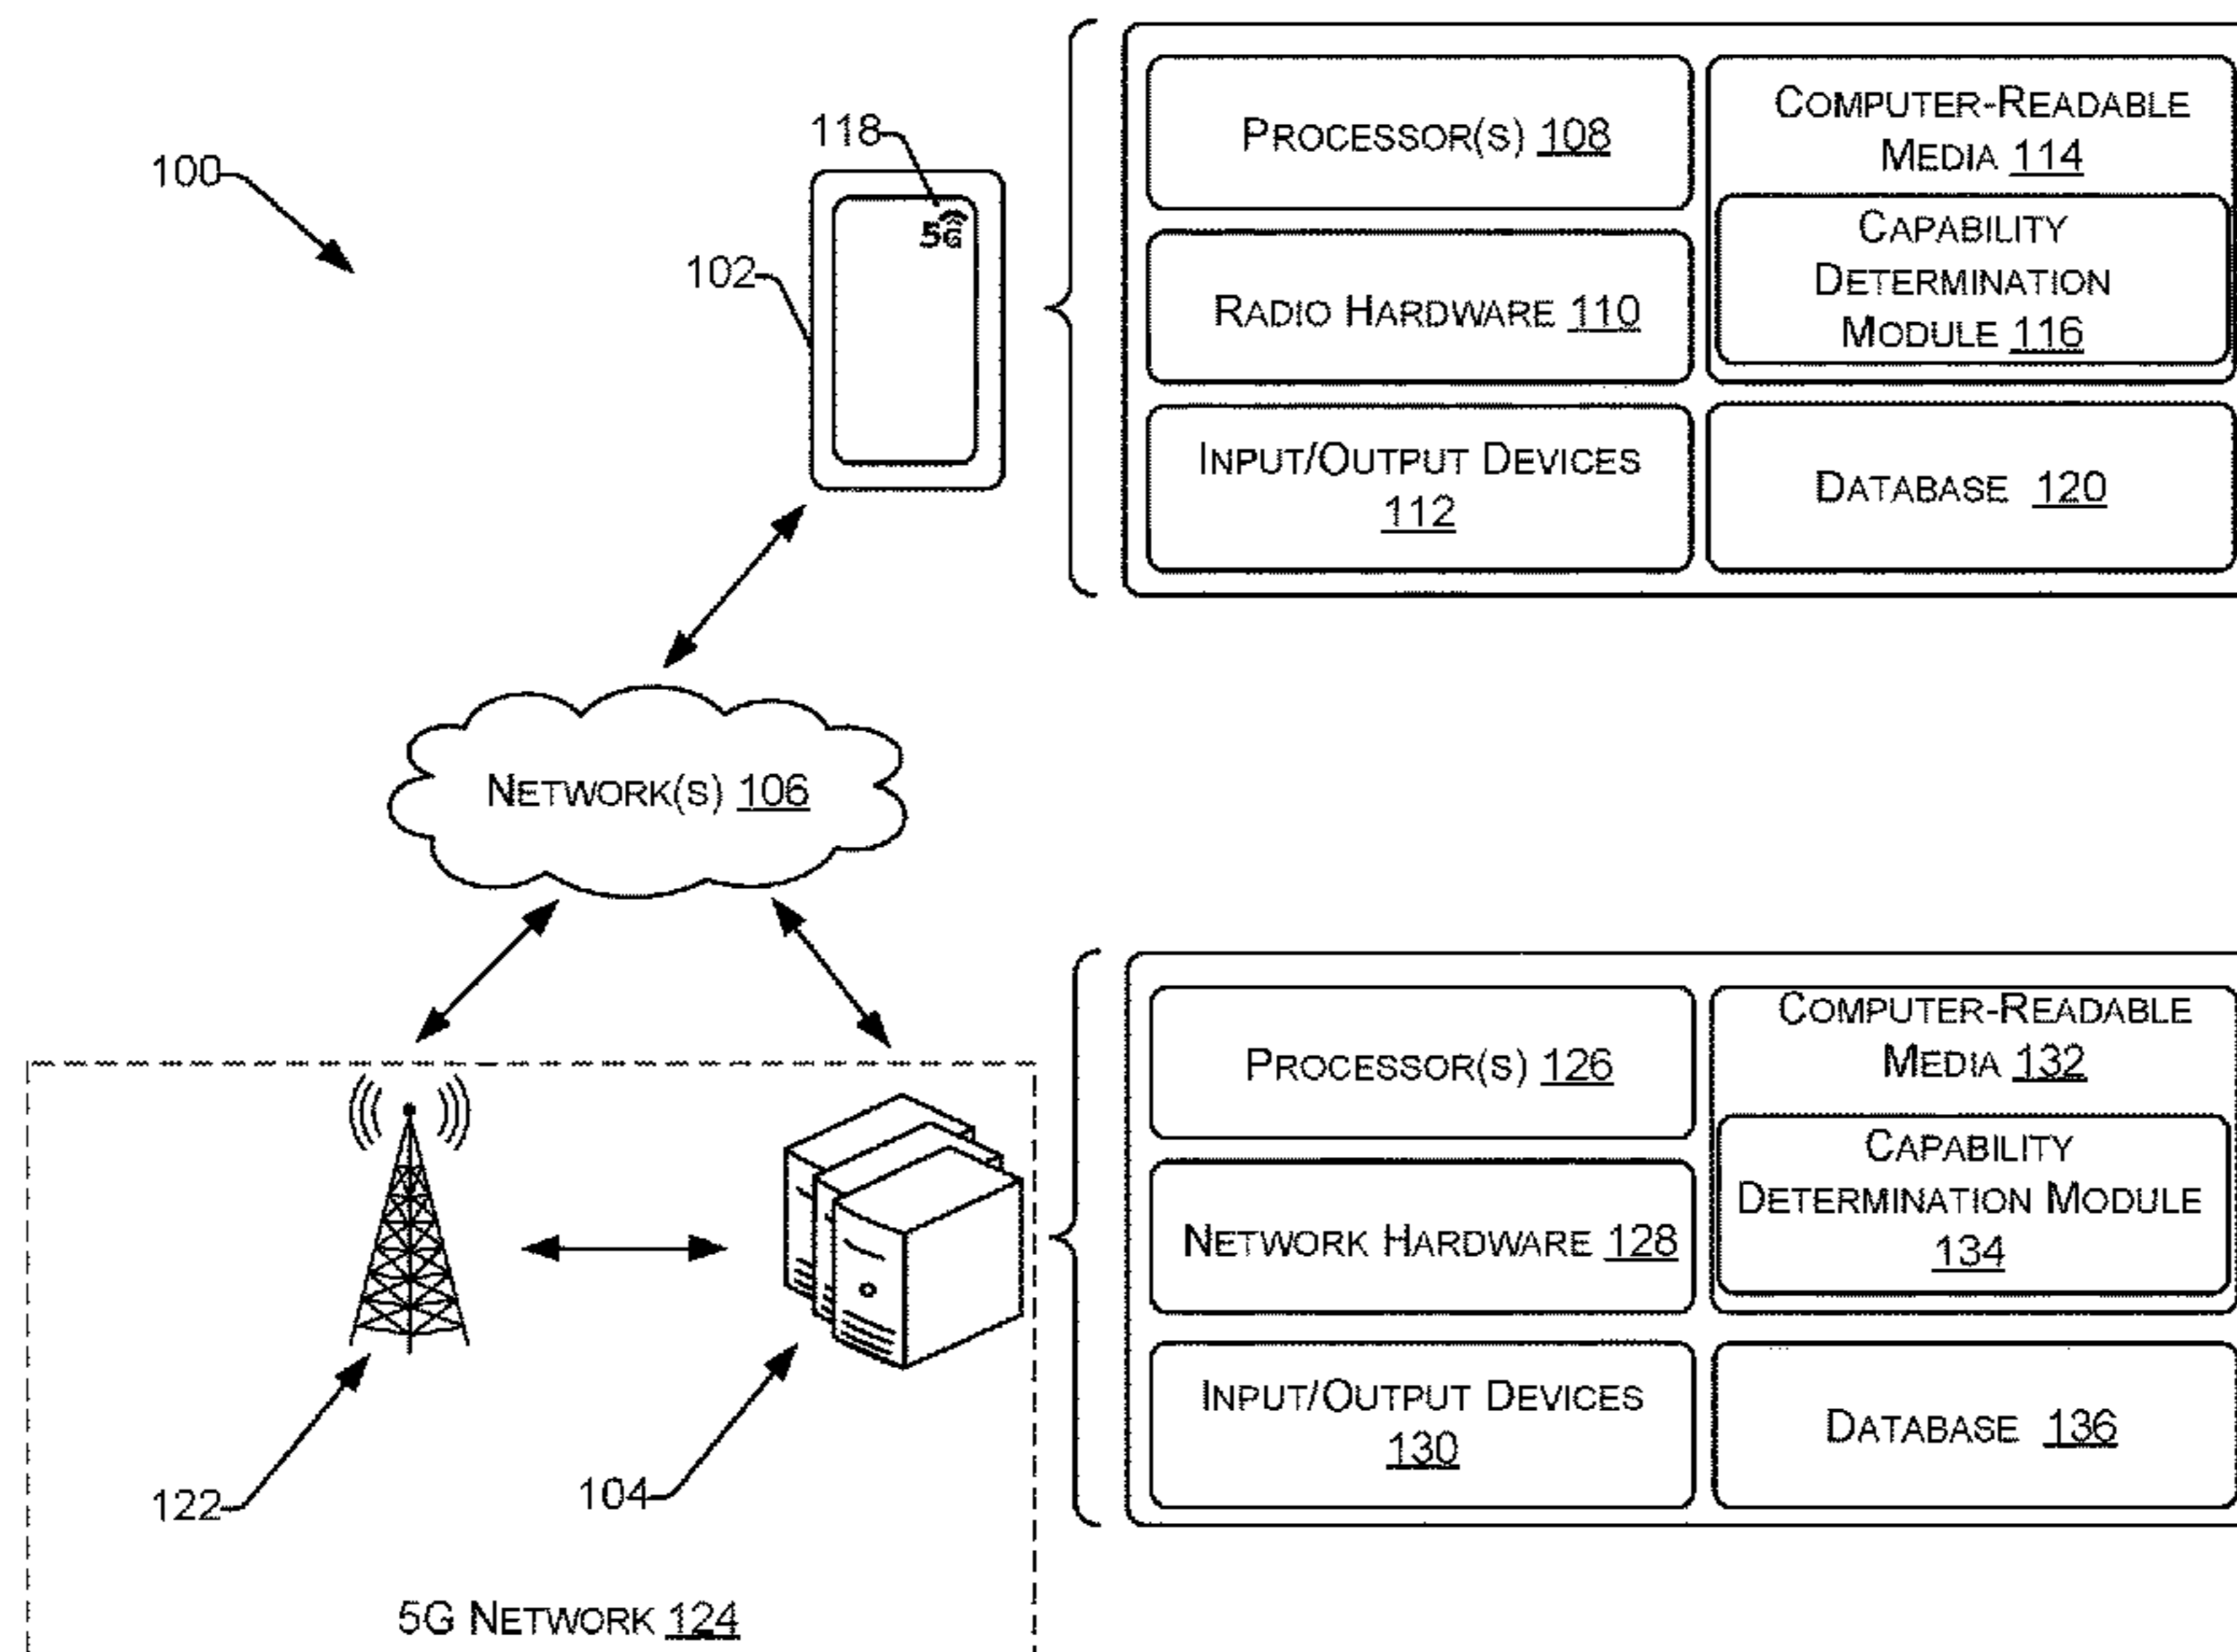 100
118
5G
102
PROCESSOR(S) 108
RADIO HARDWARE 110
INPUT/OUTPUT DEVICES
112
COMPUTER-READABLE
MEDIA 114
CAPABILITY
DETERMINATION
MODULE 116
DATABASE 120
NETWORK(S) 106
122
104
5G NETWORK 124
PROCESSOR(S) 126
NETWORK HARDWARE 128
INPUT/OUTPUT DEVICES
130
COMPUTER-READABLE
MEDIA 132
CAPABILITY
DETERMINATION MODULE
134
DATABASE 136